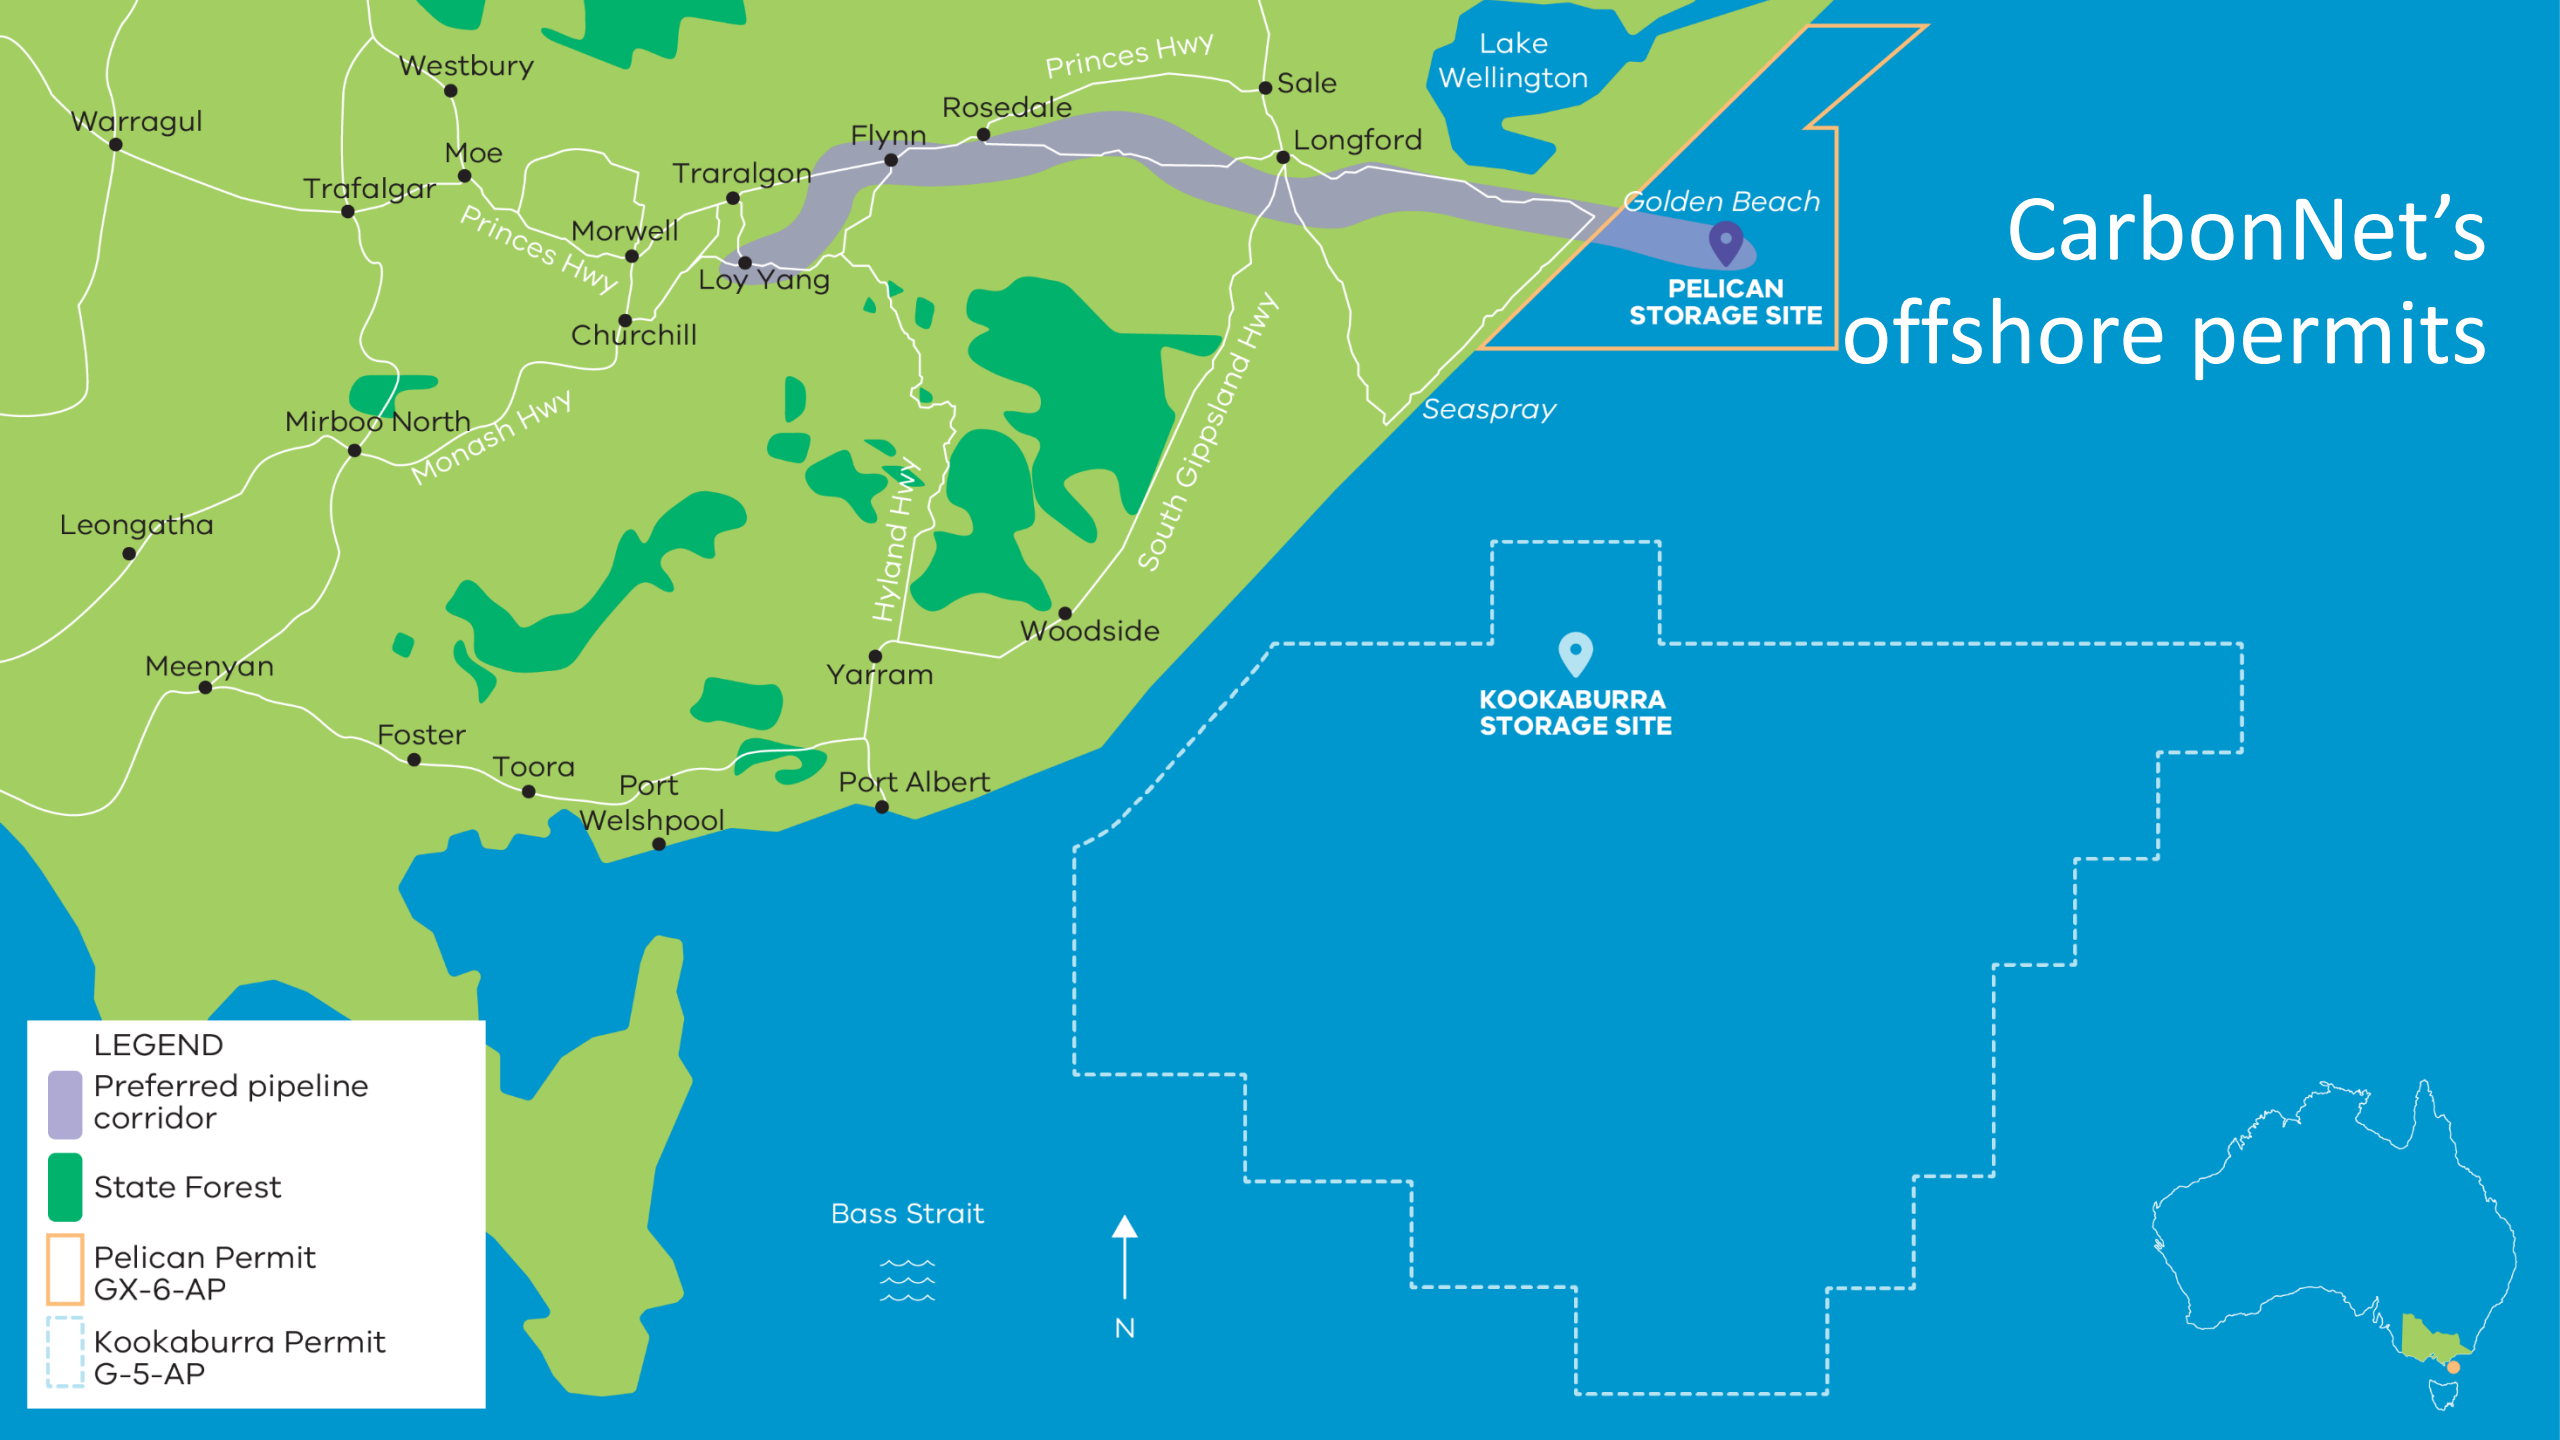 CarbonNet’s
offshore permits
Lake
Wellington
Princes Hwy
Westbury
Sale
Rosedale
Warragul
Flynn
Longford
Moe
Traralgon
Trafalgar
Golden Beach
Princes Hwy
Morwell
Loy Yang
PELICAN
STORAGE SITE
Churchill
Mirboo North
Monash Hwy
Seaspray
South Gippsland Hwy
Hyland Hwy
Leongatha
Woodside
Meenyan
Yarram
KOOKABURRA
STORAGE SITE
Foster
Toora
Port
Welshpool
Port Albert
Bass Strait
N
LEGEND
Preferred pipeline
corridor
State Forest
Pelican Permit
GX-6-AP
Kookaburra Permit
G-5-AP